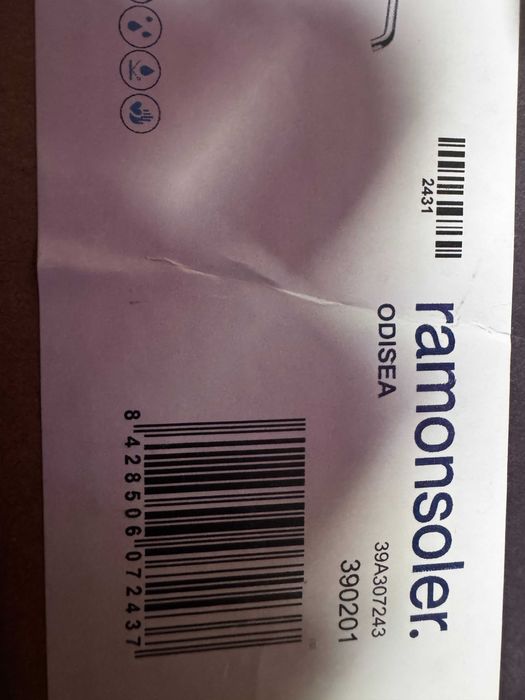 2431
ramonsoler.
ODISEA
39A307243
390201
8 428506 072437